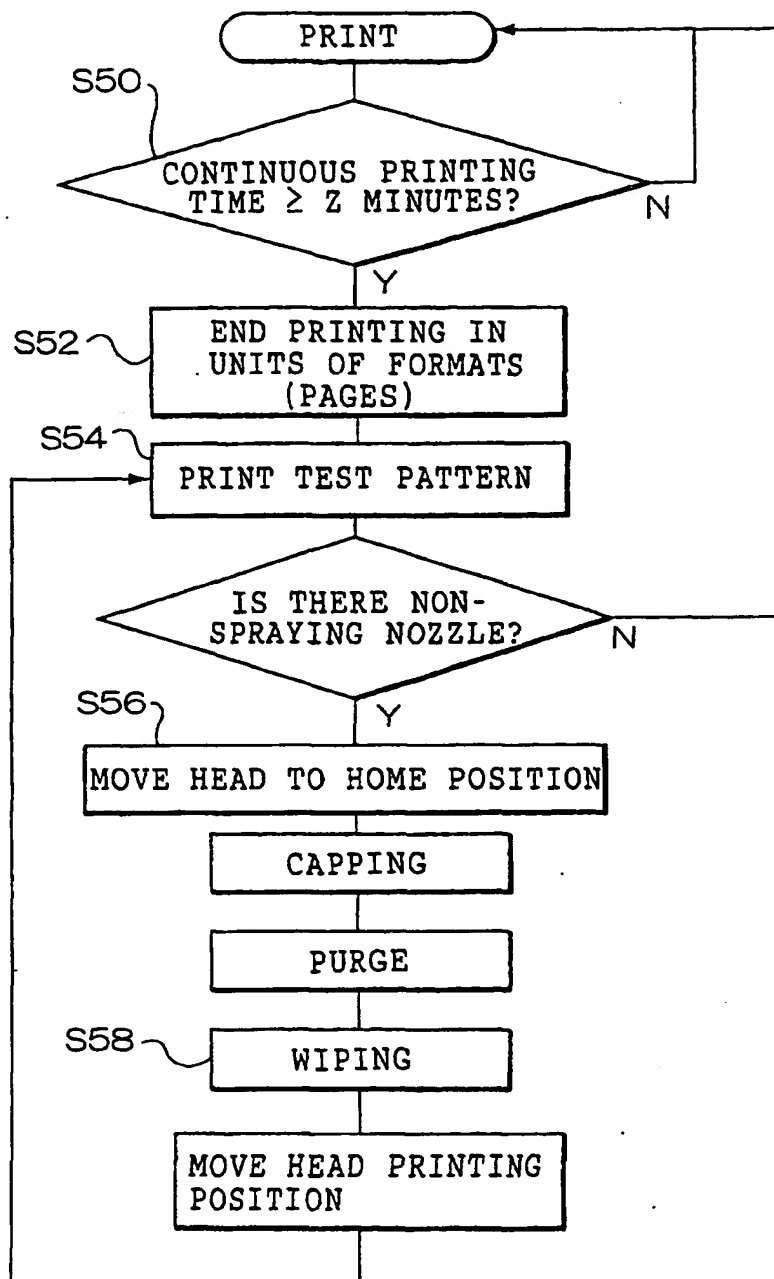 PRINT
S50
CONTINUOUS PRINTING
TIME ≥ Z MINUTES?
N
Y
S52
END PRINTING IN
UNITS OF FORMATS
(PAGES)
S54
PRINT TEST PATTERN
IS THERE NON-
SPRAYING NOZZLE?
N
Y
S56
MOVE HEAD TO HOME POSITION
CAPPING
PURGE
S58
WIPING
MOVE HEAD PRINTING
POSITION